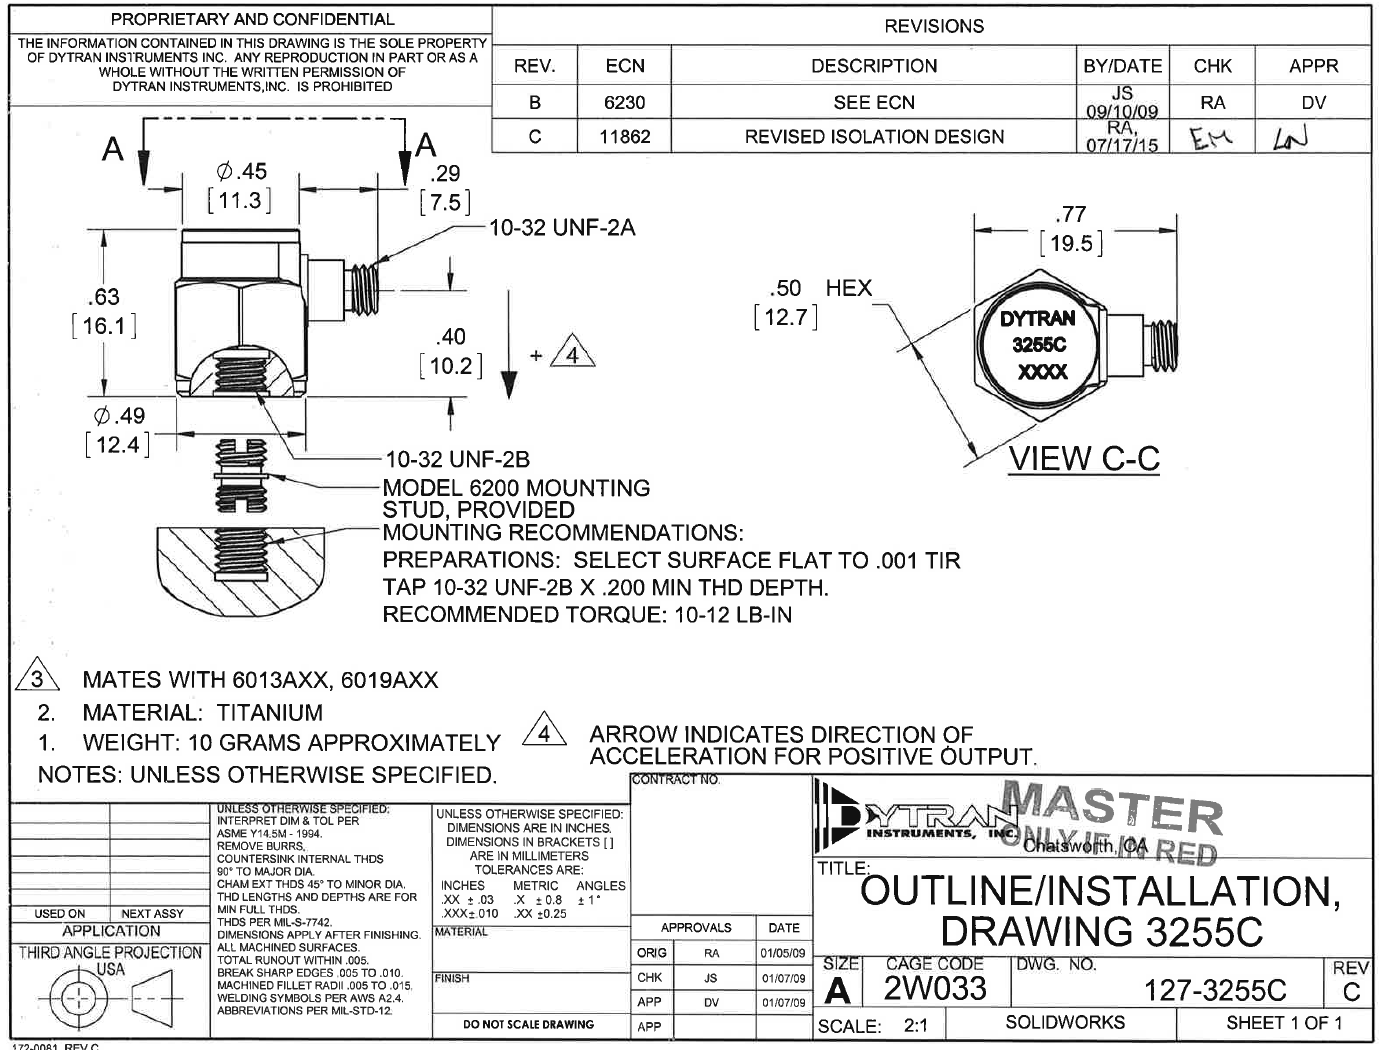 PROPRIETARY AND CONFIDENTIAL
THE INFORMATION CONTAINED IN THIS DRAWING IS THE SOLE PROPERTY
OF DYTRAN INSTRUMENTS INC. ANY REPRODUCTION IN PART OR AS A
WHOLE WITHOUT THE WRITTEN PERMISSION OF
DYTRAN INSTRUMENTS,INC. IS PROHIBITED
REVISIONS
REV. ECN DESCRIPTION BY/DATE CHK APPR
B 6230 SEE ECN JS 09/10/09 RA DV
C 11862 REVISED ISOLATION DESIGN RA, 07/17/15 EM LN
A A
Ø.45
[11.3]
.29
[7.5]
10-32 UNF-2A
.63
[16.1]
.40
[10.2]
+ 4
Ø.49
[12.4]
10-32 UNF-2B
MODEL 6200 MOUNTING
STUD, PROVIDED
MOUNTING RECOMMENDATIONS:
PREPARATIONS: SELECT SURFACE FLAT TO .001 TIR
TAP 10-32 UNF-2B X .200 MIN THD DEPTH.
RECOMMENDED TORQUE: 10-12 LB-IN
.77
[19.5]
.50 HEX
[12.7]
DYTRAN
3255C
XXXX
VIEW C-C
3 MATES WITH 6013AXX, 6019AXX
2. MATERIAL: TITANIUM
1. WEIGHT: 10 GRAMS APPROXIMATELY
NOTES: UNLESS OTHERWISE SPECIFIED.
4 ARROW INDICATES DIRECTION OF
ACCELERATION FOR POSITIVE OUTPUT.
USED ON NEXT ASSY
APPLICATION
THIRD ANGLE PROJECTION
USA
UNLESS OTHERWISE SPECIFIED:
INTERPRET DIM & TOL PER
ASME Y14.5M - 1994.
REMOVE BURRS,
COUNTERSINK INTERNAL THDS
90° TO MAJOR DIA.
CHAM EXT THDS 45° TO MINOR DIA.
THD LENGTHS AND DEPTHS ARE FOR
MIN FULL THDS.
THDS PER MIL-S-7742.
DIMENSIONS APPLY AFTER FINISHING.
ALL MACHINED SURFACES.
TOTAL RUNOUT WITHIN .005.
BREAK SHARP EDGES .005 TO .010.
MACHINED FILLET RADII .005 TO .015.
WELDING SYMBOLS PER AWS A2.4.
ABBREVIATIONS PER MIL-STD-12.
UNLESS OTHERWISE SPECIFIED:
DIMENSIONS ARE IN INCHES.
DIMENSIONS IN BRACKETS [ ]
ARE IN MILLIMETERS
TOLERANCES ARE:
INCHES METRIC ANGLES
.XX ± .03 .X ± 0.8 ± 1°
.XXX±.010 .XX ±0.25
MATERIAL
FINISH
DO NOT SCALE DRAWING
CONTRACT NO.
APPROVALS DATE
ORIG RA 01/05/09
CHK JS 01/07/09
APP DV 01/07/09
APP
DYTRAN
INSTRUMENTS, INC.
Chatsworth, CA
MASTER
ONLY IF IN RED
TITLE:
OUTLINE/INSTALLATION,
DRAWING 3255C
SIZE CAGE CODE DWG. NO. REV
A 2W033 127-3255C C
SCALE: 2:1 SOLIDWORKS SHEET 1 OF 1
172-0081 REV C